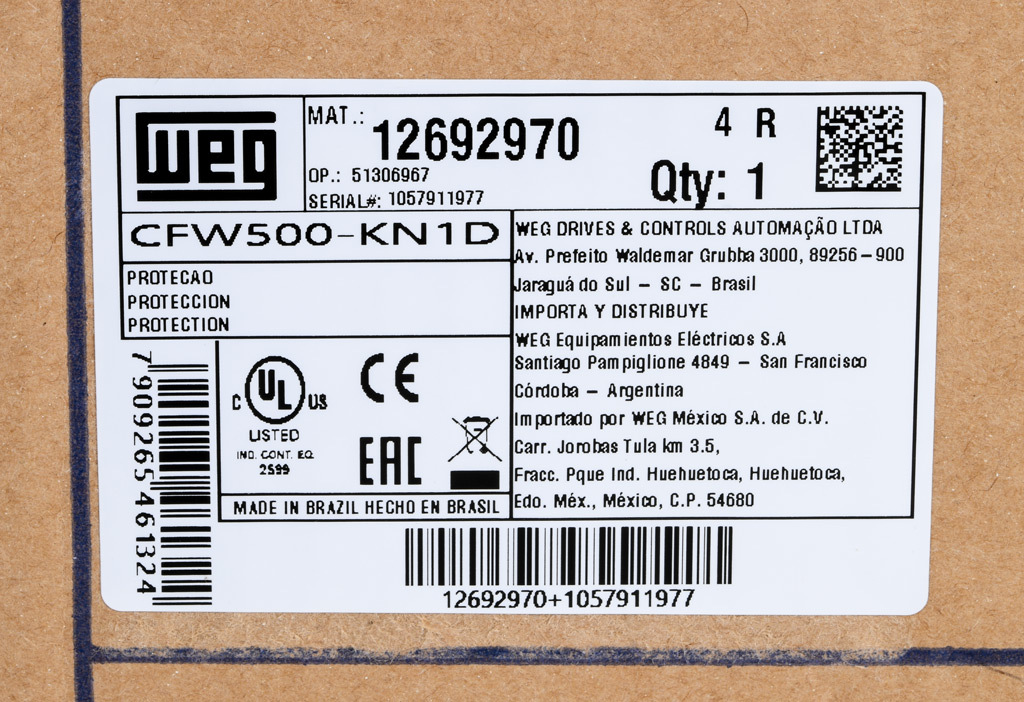 weg
MAT.: 12692970
4 R
OP.: 51306967
Qty: 1
SERIAL#: 1057911977
CFW500-KN1D
PROTECAO
PROTECCION
PROTECTION
WEG DRIVES & CONTROLS AUTOMAÇÃO LTDA
Av. Prefeito Waldemar Grubba 3000, 89256-900
Jaraguá do Sul - SC - Brasil
IMPORTA Y DISTRIBUYE
WEG Equipamientos Eléctricos S.A
Santiago Pampiglione 4849 - San Francisco
Córdoba - Argentina
Importado por WEG México S.A. de C.V.
Carr. Jorobas Tula km 3.5,
Fracc. Pque Ind. Huehuetoca, Huehuetoca,
Edo. Méx., México, C.P. 54680
7 909265 461324
C UL US
LISTED
IND. CONT. EQ.
2S99
CE
EAC
MADE IN BRAZIL HECHO EN BRASIL
12692970+1057911977